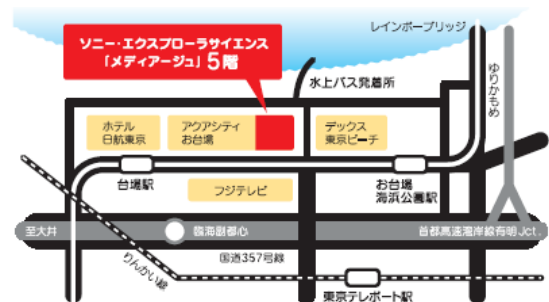 レインボーブリッジ
ソニー・エクスプローラサイエンス
「メディアージュ」5階
水上バス発着所
ゆりかもめ
ホテル
日航東京
アクアシティ
お台場
デックス
東京ビーチ
台場駅
お台場
海浜公園駅
フジテレビ
至大井
臨海副都心
首都高速湾岸線有明Jct.
国道357号線
りんかい線
東京テレポート駅